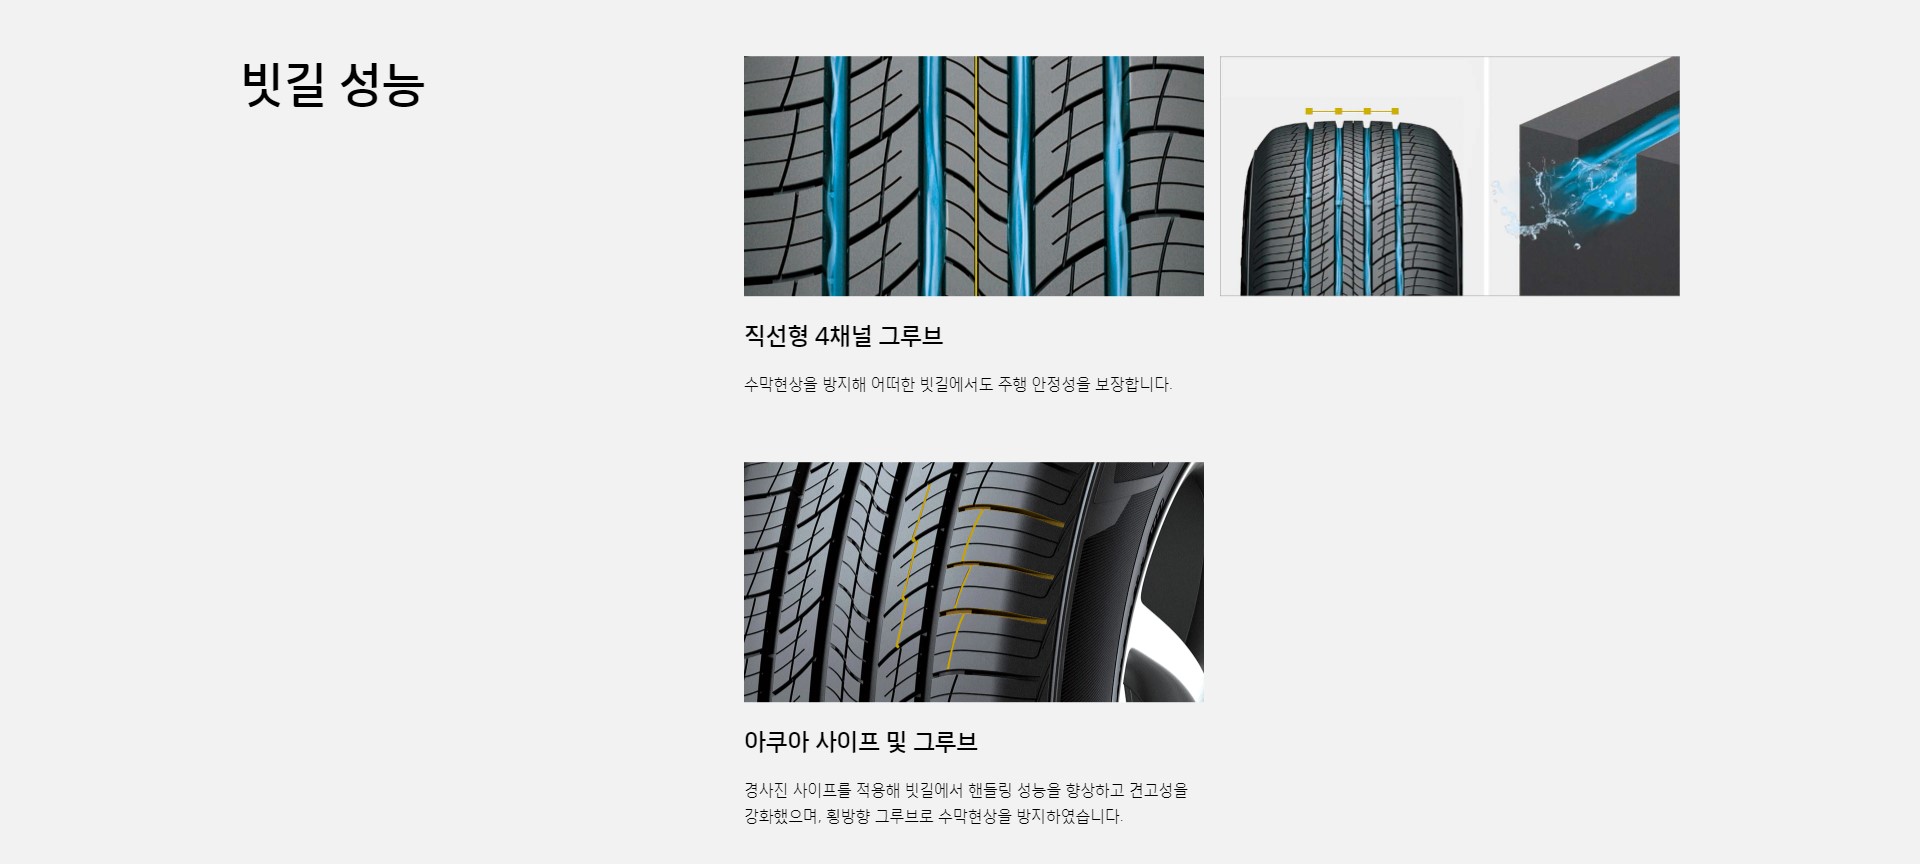 빗길 성능
직선형 4채널 그루브
수막현상을 방지해 어떠한 빗길에서도 주행 안정성을 보장합니다.
아쿠아 사이프 및 그루브
경사진 사이프를 적용해 빗길에서 핸들링 성능을 향상하고 견고성을
강화했으며, 횡방향 그루브로 수막현상을 방지하였습니다.